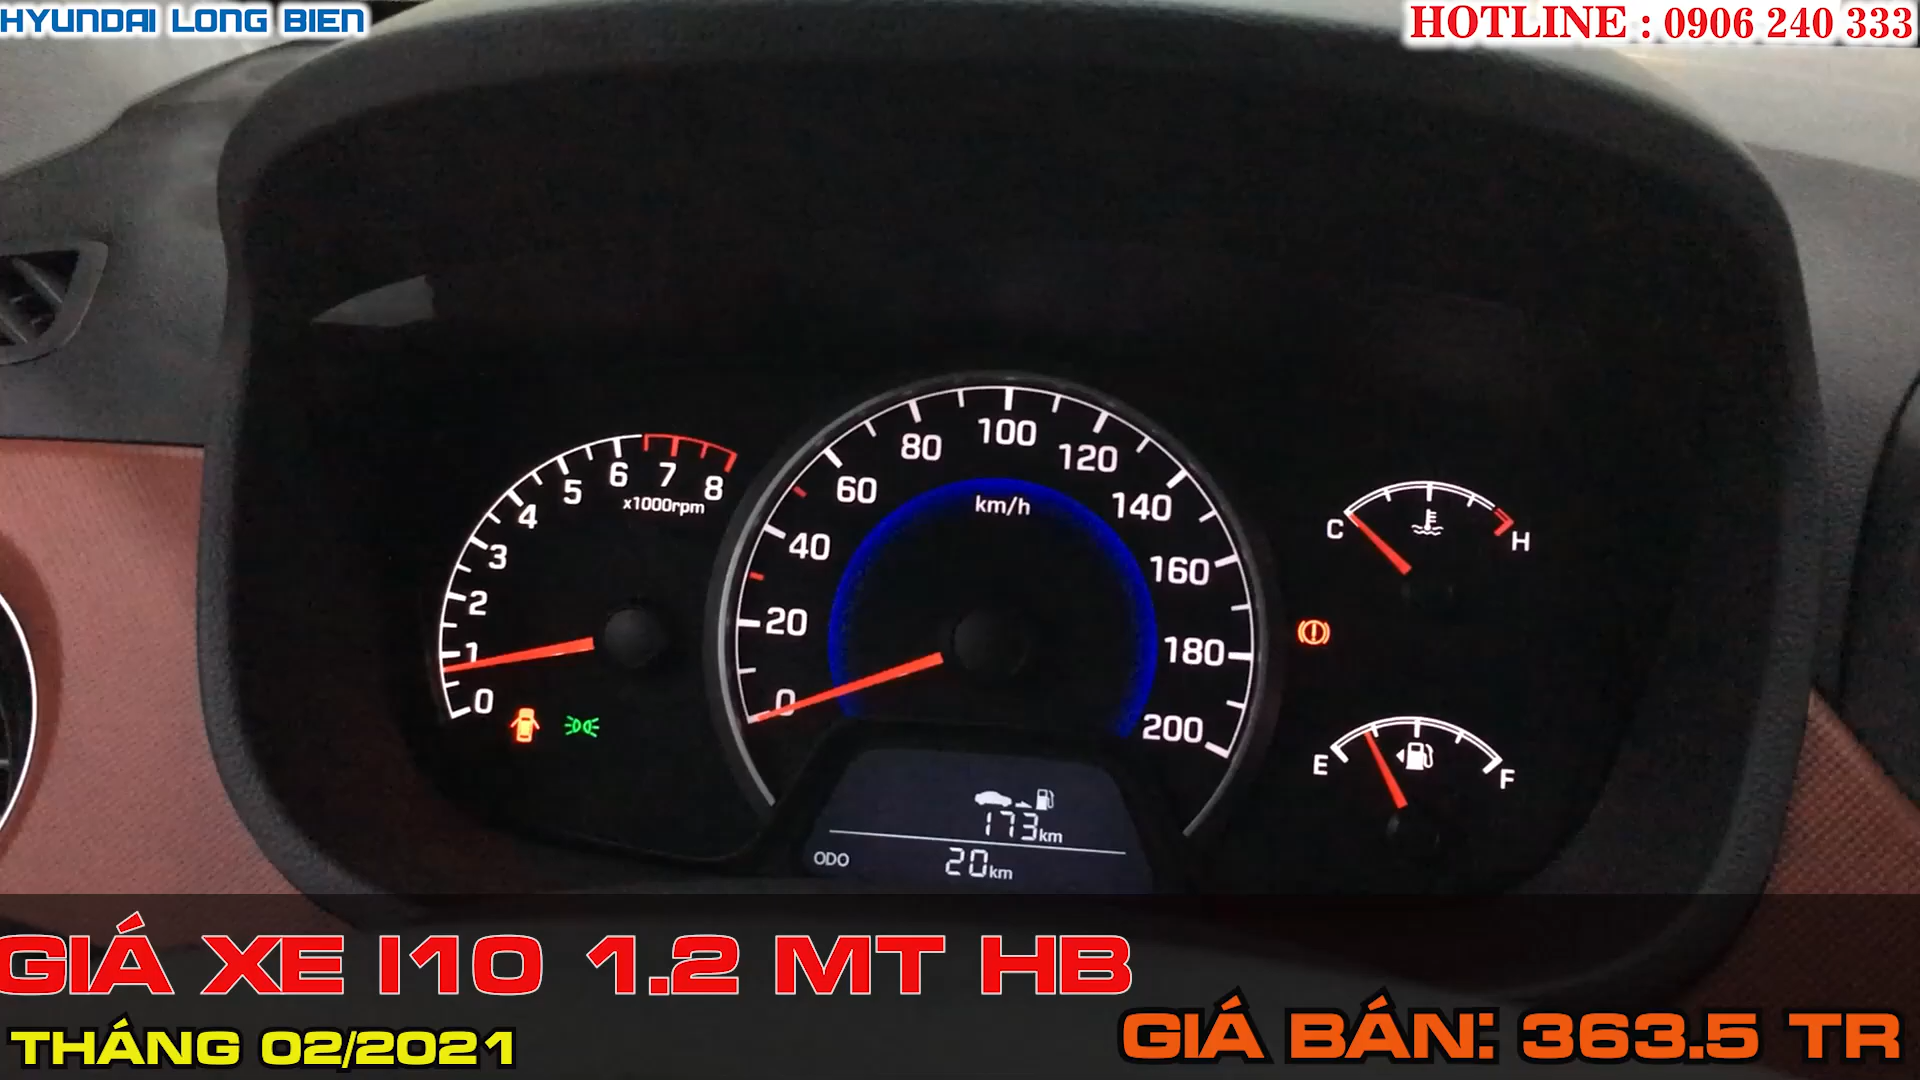 HYUNDAI LONG BIEN
HOTLINE : 0906 240 333
0 1 2 3 4 5 6 7 8
x1000rpm
0 20 40 60 80 100 120 140 160 180 200
km/h
C H
E F
173km
ODO 20km
GIÁ XE I10 1.2 MT HB
THÁNG 02/2021
GIÁ BÁN: 363.5 TR